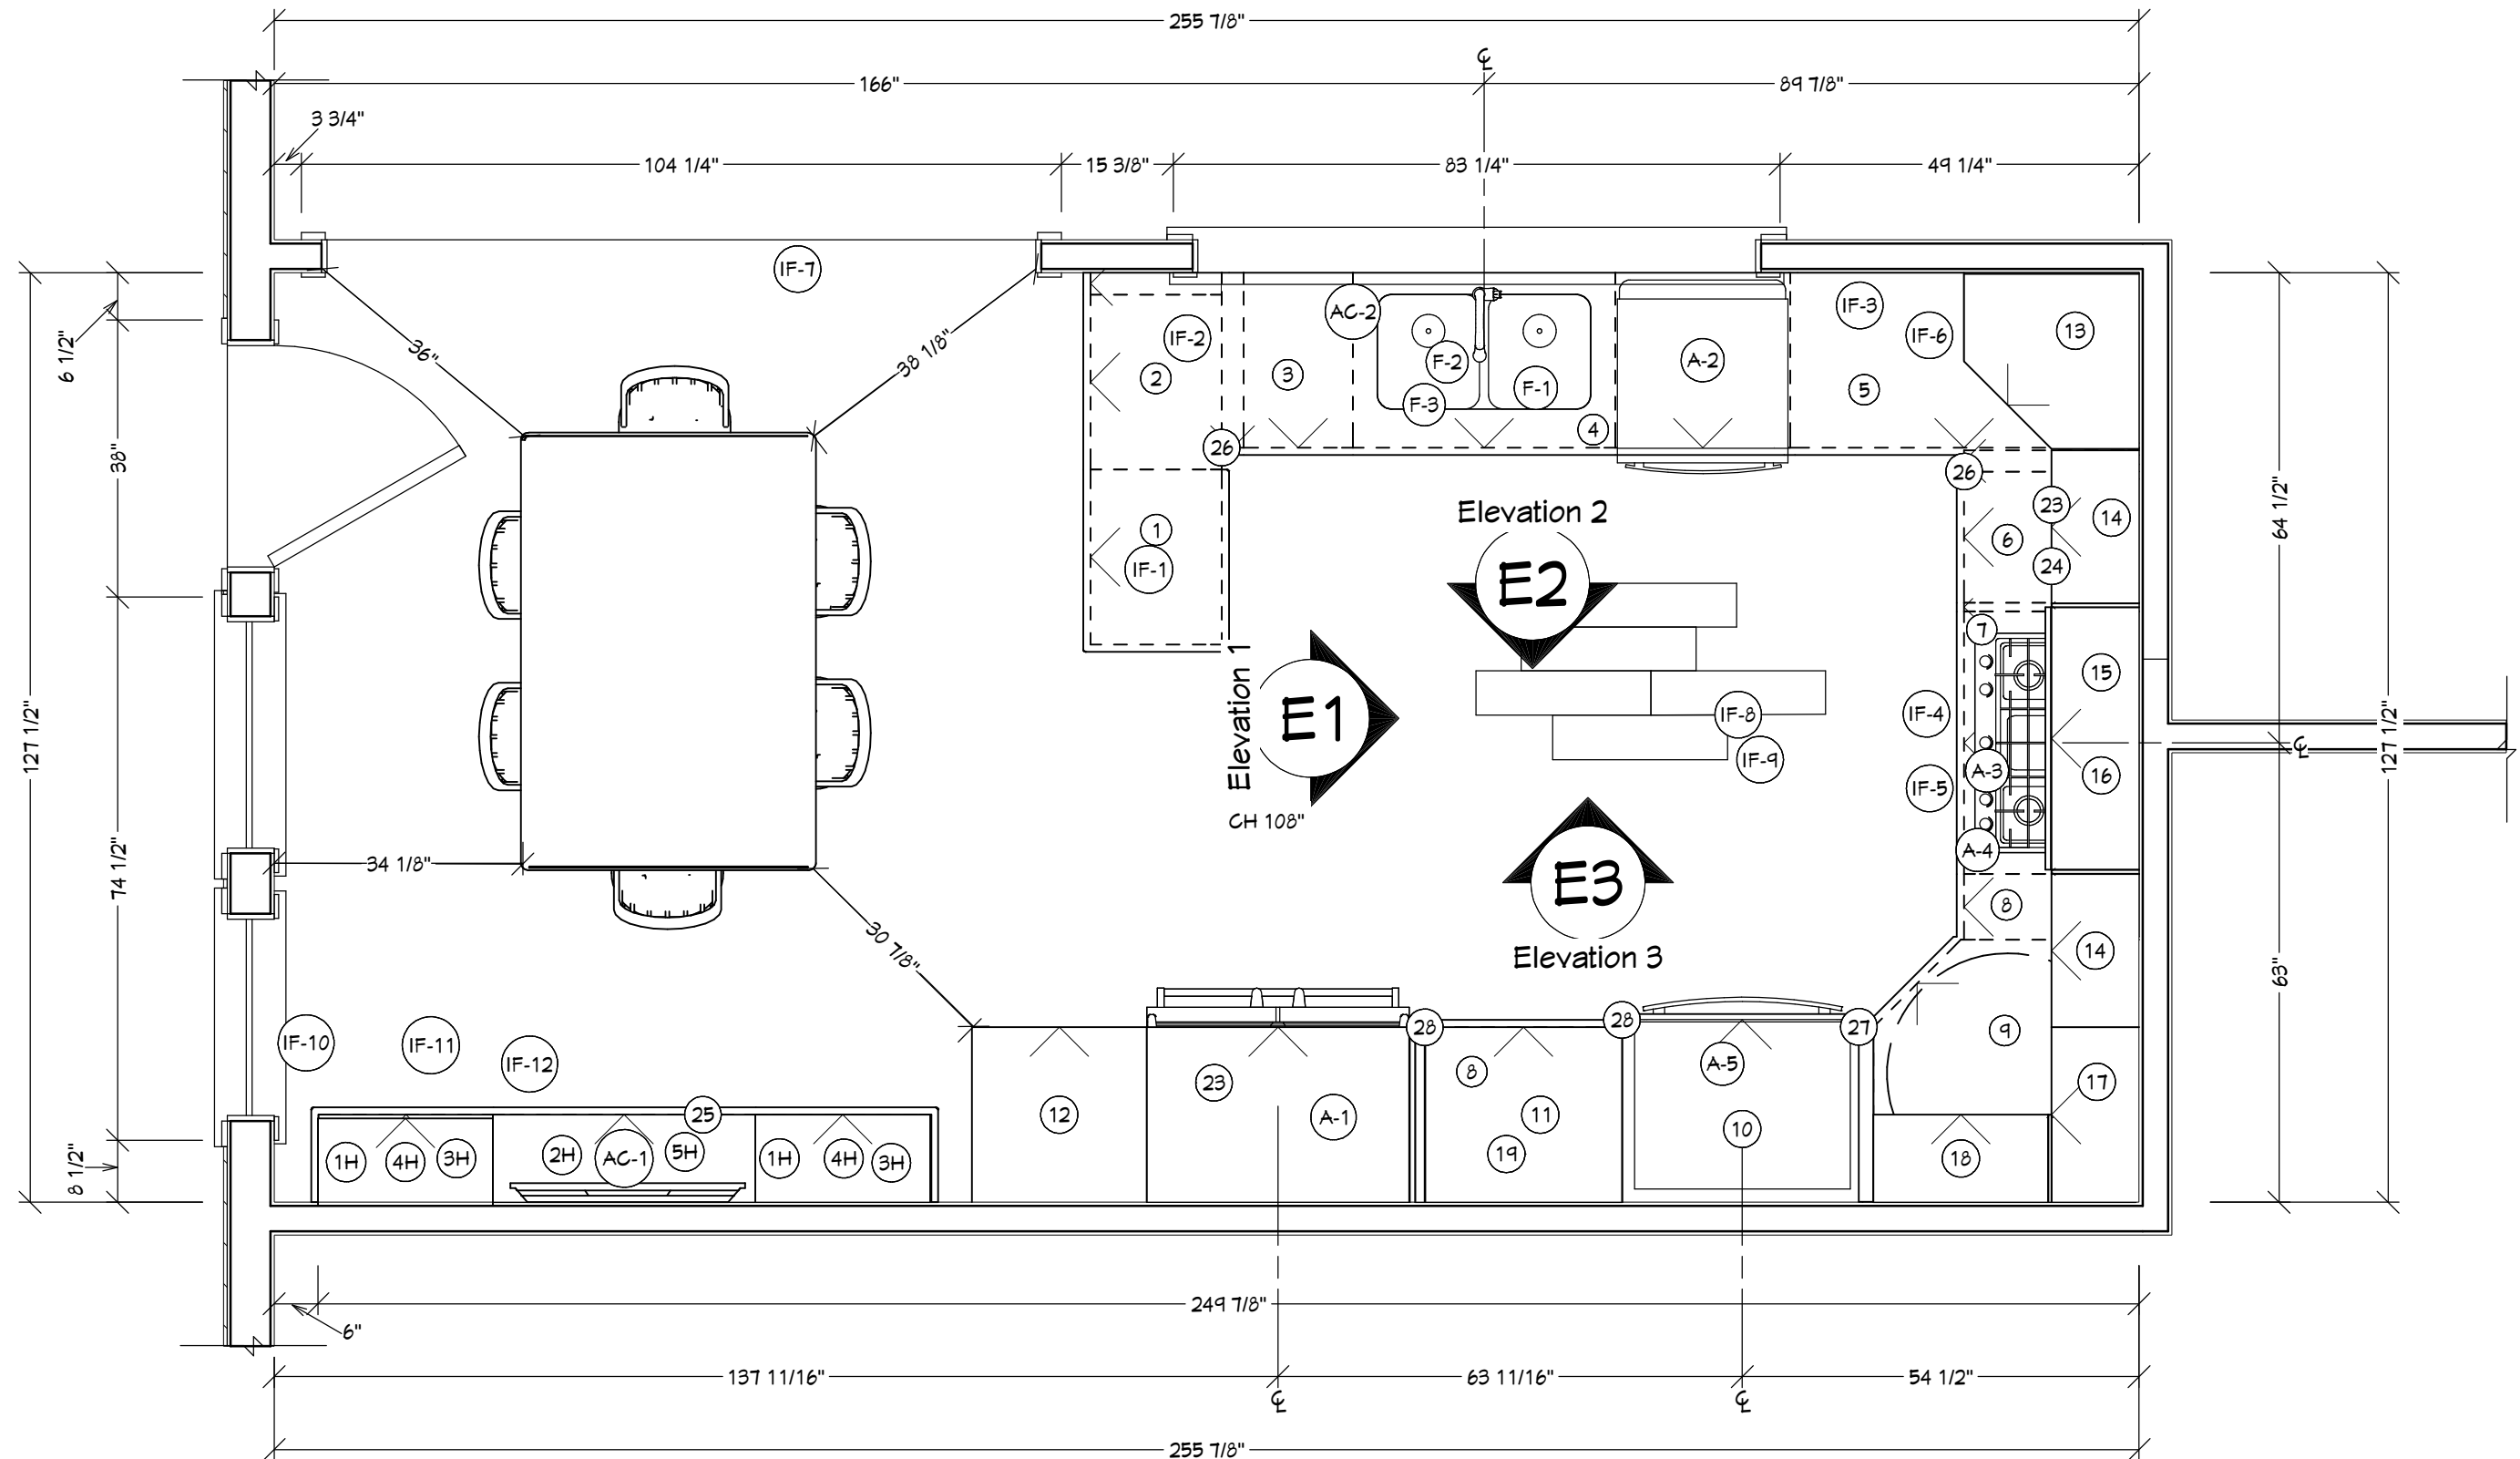 255 7/8"
℄
166"
89 7/8"
3 3/4"
104 1/4"
15 3/8"
83 1/4"
49 1/4"
IF-7
IF-2
AC-2
IF-3
IF-6
13
6 1/2"
36"
38 1/8"
2
3
F-2
F-1
F-3
A-2
5
4
26
26
38"
64 1/2"
Elevation 2
23
14
1
IF-1
6
24
E2
7
15
127 1/2"
Elevation 1
E1
IF-8
IF-9
IF-4
A-3
IF-5
16
℄
127 1/2"
CH 108"
A-4
74 1/2"
34 1/8"
E3
8
30 7/8"
Elevation 3
14
63"
IF-10
IF-11
IF-12
28
28
27
9
23
8
A-5
17
25
12
A-1
11
10
8 1/2"
1H
4H
3H
2H
AC-1
5H
1H
4H
3H
19
18
249 7/8"
6"
137 11/16"
63 11/16"
54 1/2"
℄
℄
255 7/8"